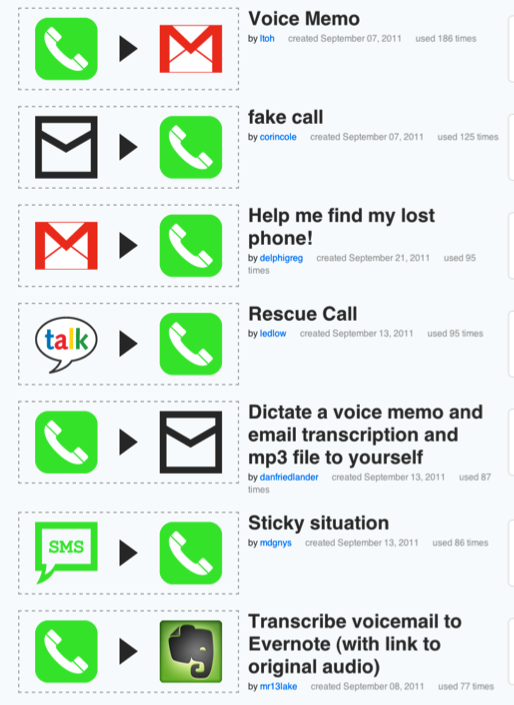 Voice Memo
by ltoh created September 07, 2011 used 186 times
fake call
by corincole created September 07, 2011 used 125 times
Help me find my lost
phone!
by delphigreg created September 21, 2011 used 95
times
talk
Rescue Call
by ledlow created September 13, 2011 used 95 times
Dictate a voice memo and
email transcription and
mp3 file to yourself
by danfriedlander created September 13, 2011 used 87
times
SMS
Sticky situation
by mdgnys created September 13, 2011 used 86 times
Transcribe voicemail to
Evernote (with link to
original audio)
by mr13lake created September 08, 2011 used 77 times